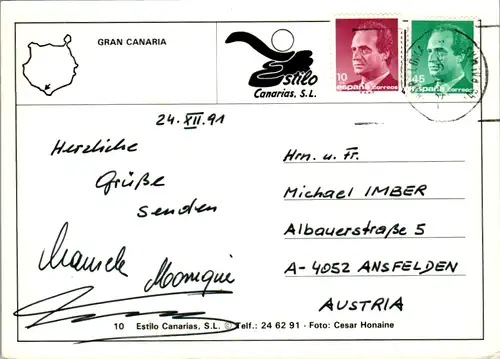 GRAN CANARIA
Estilo
Canarias, S.L.
10
España correos
45
España correos
24.XII.91
Herzliche
Grüße
senden
Monique
Hrn. u. Fr.
Michael IMBER
Albauerstraße 5
A-4052 ANSFELDEN
AUSTRIA
10 Estilo Canarias, S.L. © Telf.: 24 62 91 - Foto: Cesar Honaine